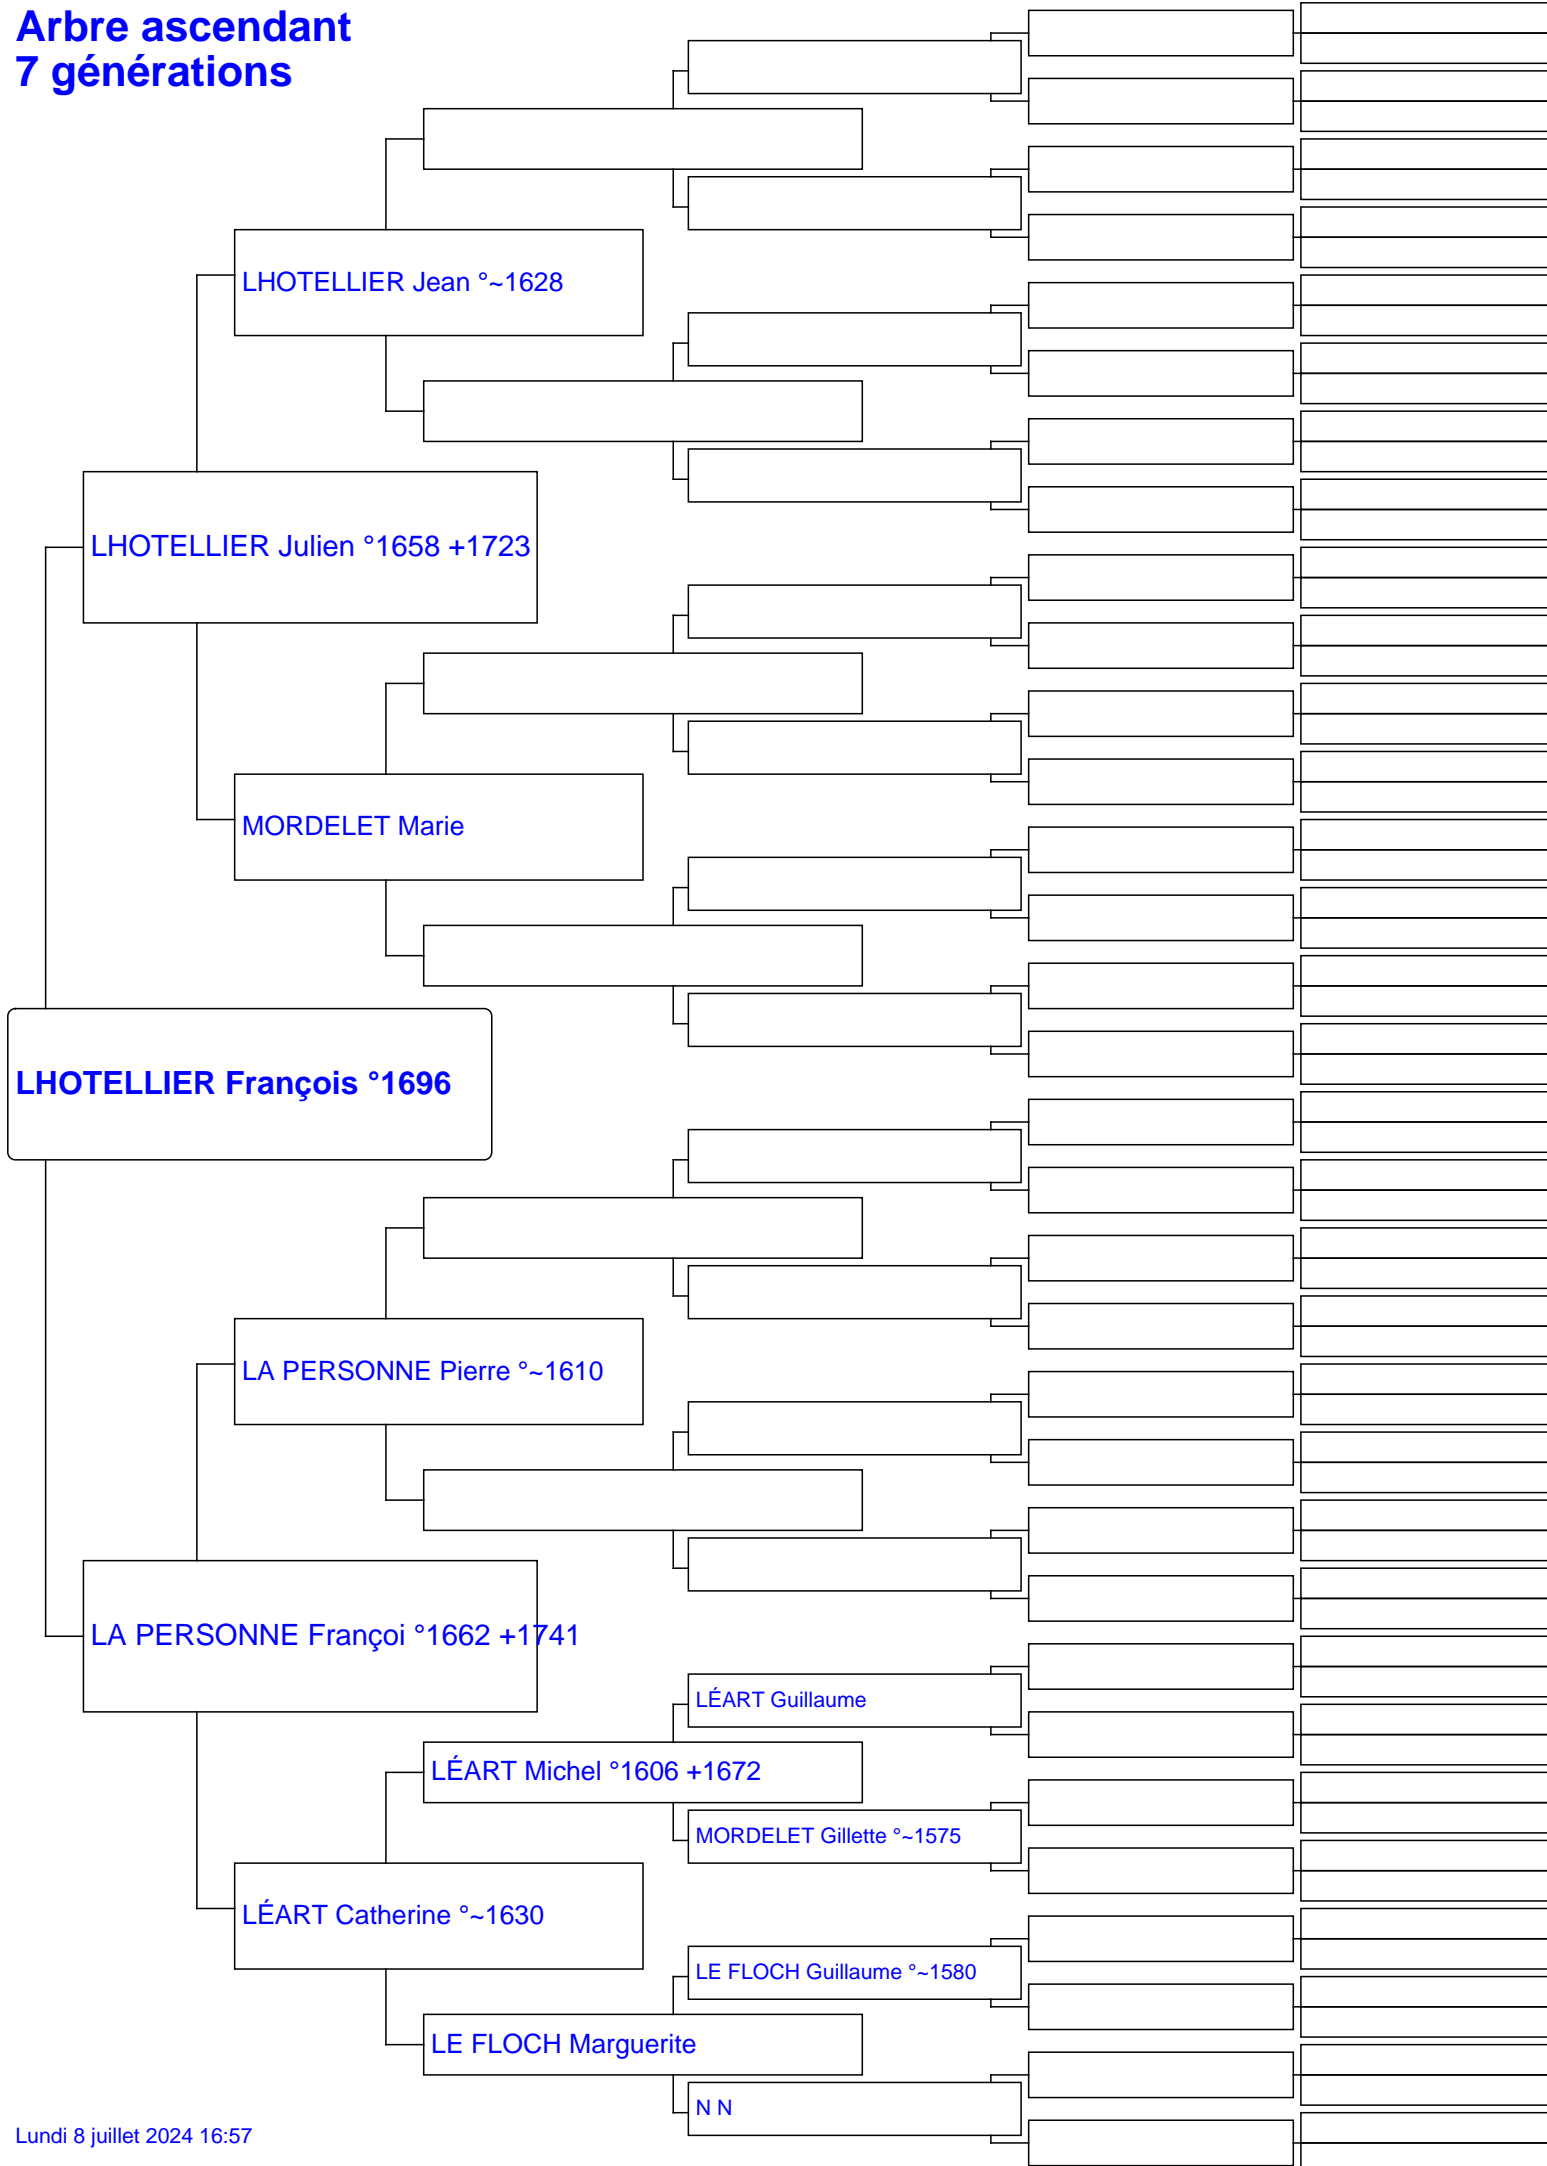 Arbre ascendant
7 générations
LHOTELLIER Jean °~1628
LHOTELLIER Julien °1658 +1723
MORDELET Marie
LHOTELLIER François °1696
LA PERSONNE Pierre °~1610
LA PERSONNE Françoi °1662 +1741
LÉART Guillaume
LÉART Michel °1606 +1672
MORDELET Gillette °~1575
LÉART Catherine °~1630
LE FLOCH Guillaume °~1580
LE FLOCH Marguerite
N N
Lundi 8 juillet 2024 16:57